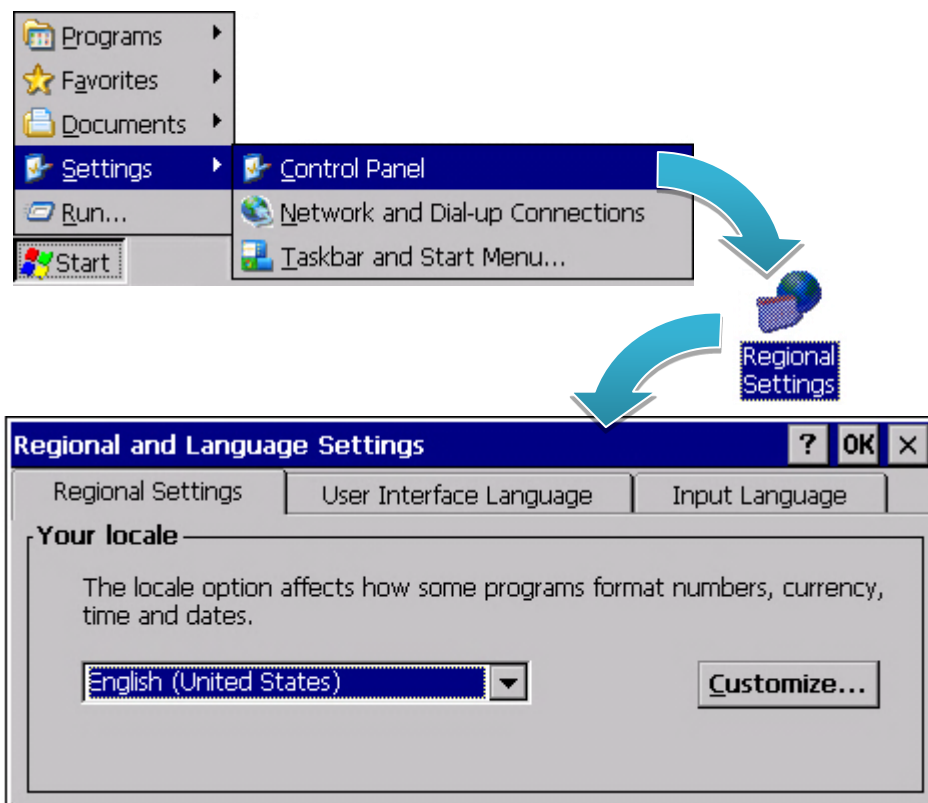 Programs
Favorites
Documents
Settings
Control Panel
Run...
Network and Dial-up Connections
Start
Taskbar and Start Menu...
Regional
Settings
Regional and Language Settings
? OK ×
Regional Settings
User Interface Language
Input Language
Your locale
The locale option affects how some programs format numbers, currency,
time and dates.
English (United States)
Customize...